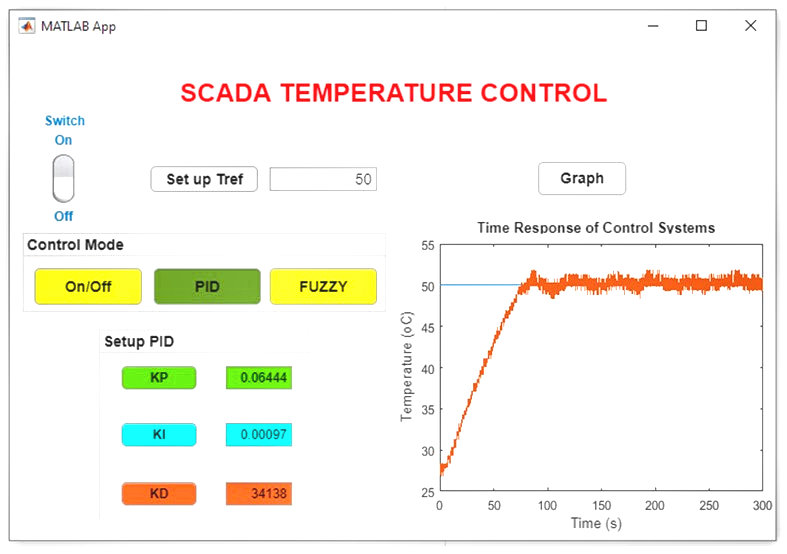 MATLAB App
SCADA TEMPERATURE CONTROL
Switch
On
Off
Set up Tref 50
Graph
Control Mode
On/Off PID FUZZY
Setup PID
KP 0.06444
KI 0.00097
KD 34138
Time Response of Control Systems
Temperature (oC)
55
50
45
40
35
30
25
0 50 100 150 200 250 300
Time (s)